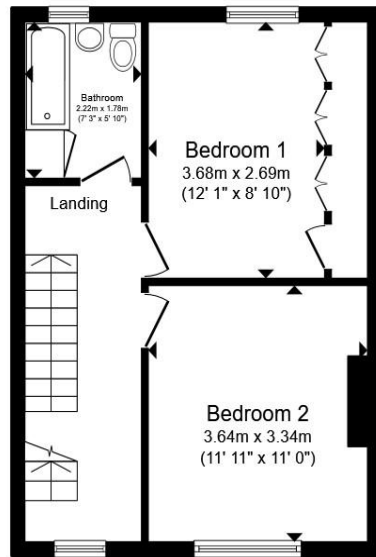 Bathroom
2.22m x 1.78m
(7' 3" x 5' 10")
Bedroom 1
3.68m x 2.69m
(12' 1" x 8' 10")
Landing
Bedroom 2
3.64m x 3.34m
(11' 11" x 11' 0")